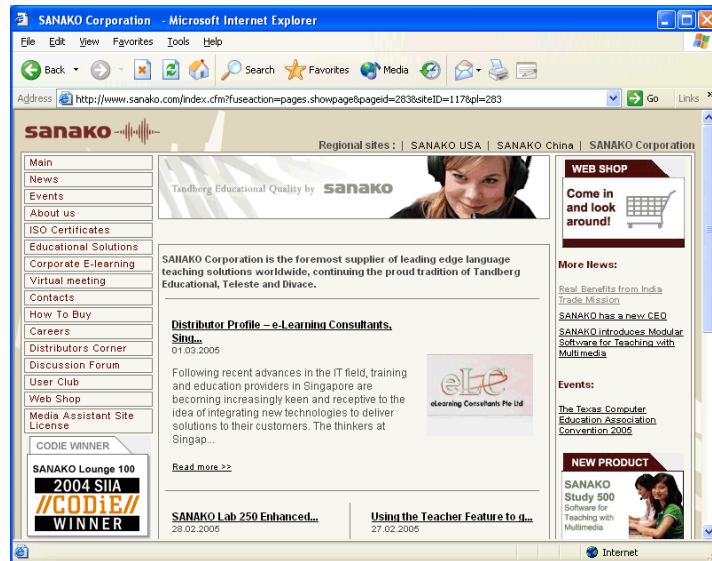 SANAKO Corporation - Microsoft Internet Explorer
File Edit View Favorites Tools Help
Back Search Favorites Media
Address http://www.sanako.com/index.cfm?fuseaction=pages.showpage&pageid=283&siteID=117&pl=283 Go Links »
sanako
Regional sites : | SANAKO USA | SANAKO China | SANAKO Corporation
Main
News
Events
About us
ISO Certificates
Educational Solutions
Corporate E-learning
Virtual meeting
Contacts
How To Buy
Careers
Distributors Corner
Discussion Forum
User Club
Web Shop
Media Assistant Site
License
CODIE WINNER
SANAKO Lounge 100
2004 SIIA
//CODiE//
WINNER
Tandberg Educational Quality by sanako
SANAKO Corporation is the foremost supplier of leading edge language
teaching solutions worldwide, continuing the proud tradition of Tandberg
Educational, Teleste and Divace.
Distributor Profile – e-Learning Consultants,
Sing...
01.03.2005
Following recent advances in the IT field, training
and education providers in Singapore are
becoming increasingly keen and receptive to the
idea of integrating new technologies to deliver
solutions to their customers. The thinkers at
Singap...
Read more >>
eLC
eLearning Consultants Pte Ltd
SANAKO Lab 250 Enhanced...
28.02.2005
Using the Teacher Feature to g...
27.02.2005
WEB SHOP
Come in
and look
around!
More News:
Real Benefits from India
Trade Mission
SANAKO has a new CEO
SANAKO introduces Modular
Software for Teaching with
Multimedia
Events:
The Texas Computer
Education Association
Convention 2005
NEW PRODUCT
SANAKO
Study 500
Software for
Teaching with
Multimedia
Internet